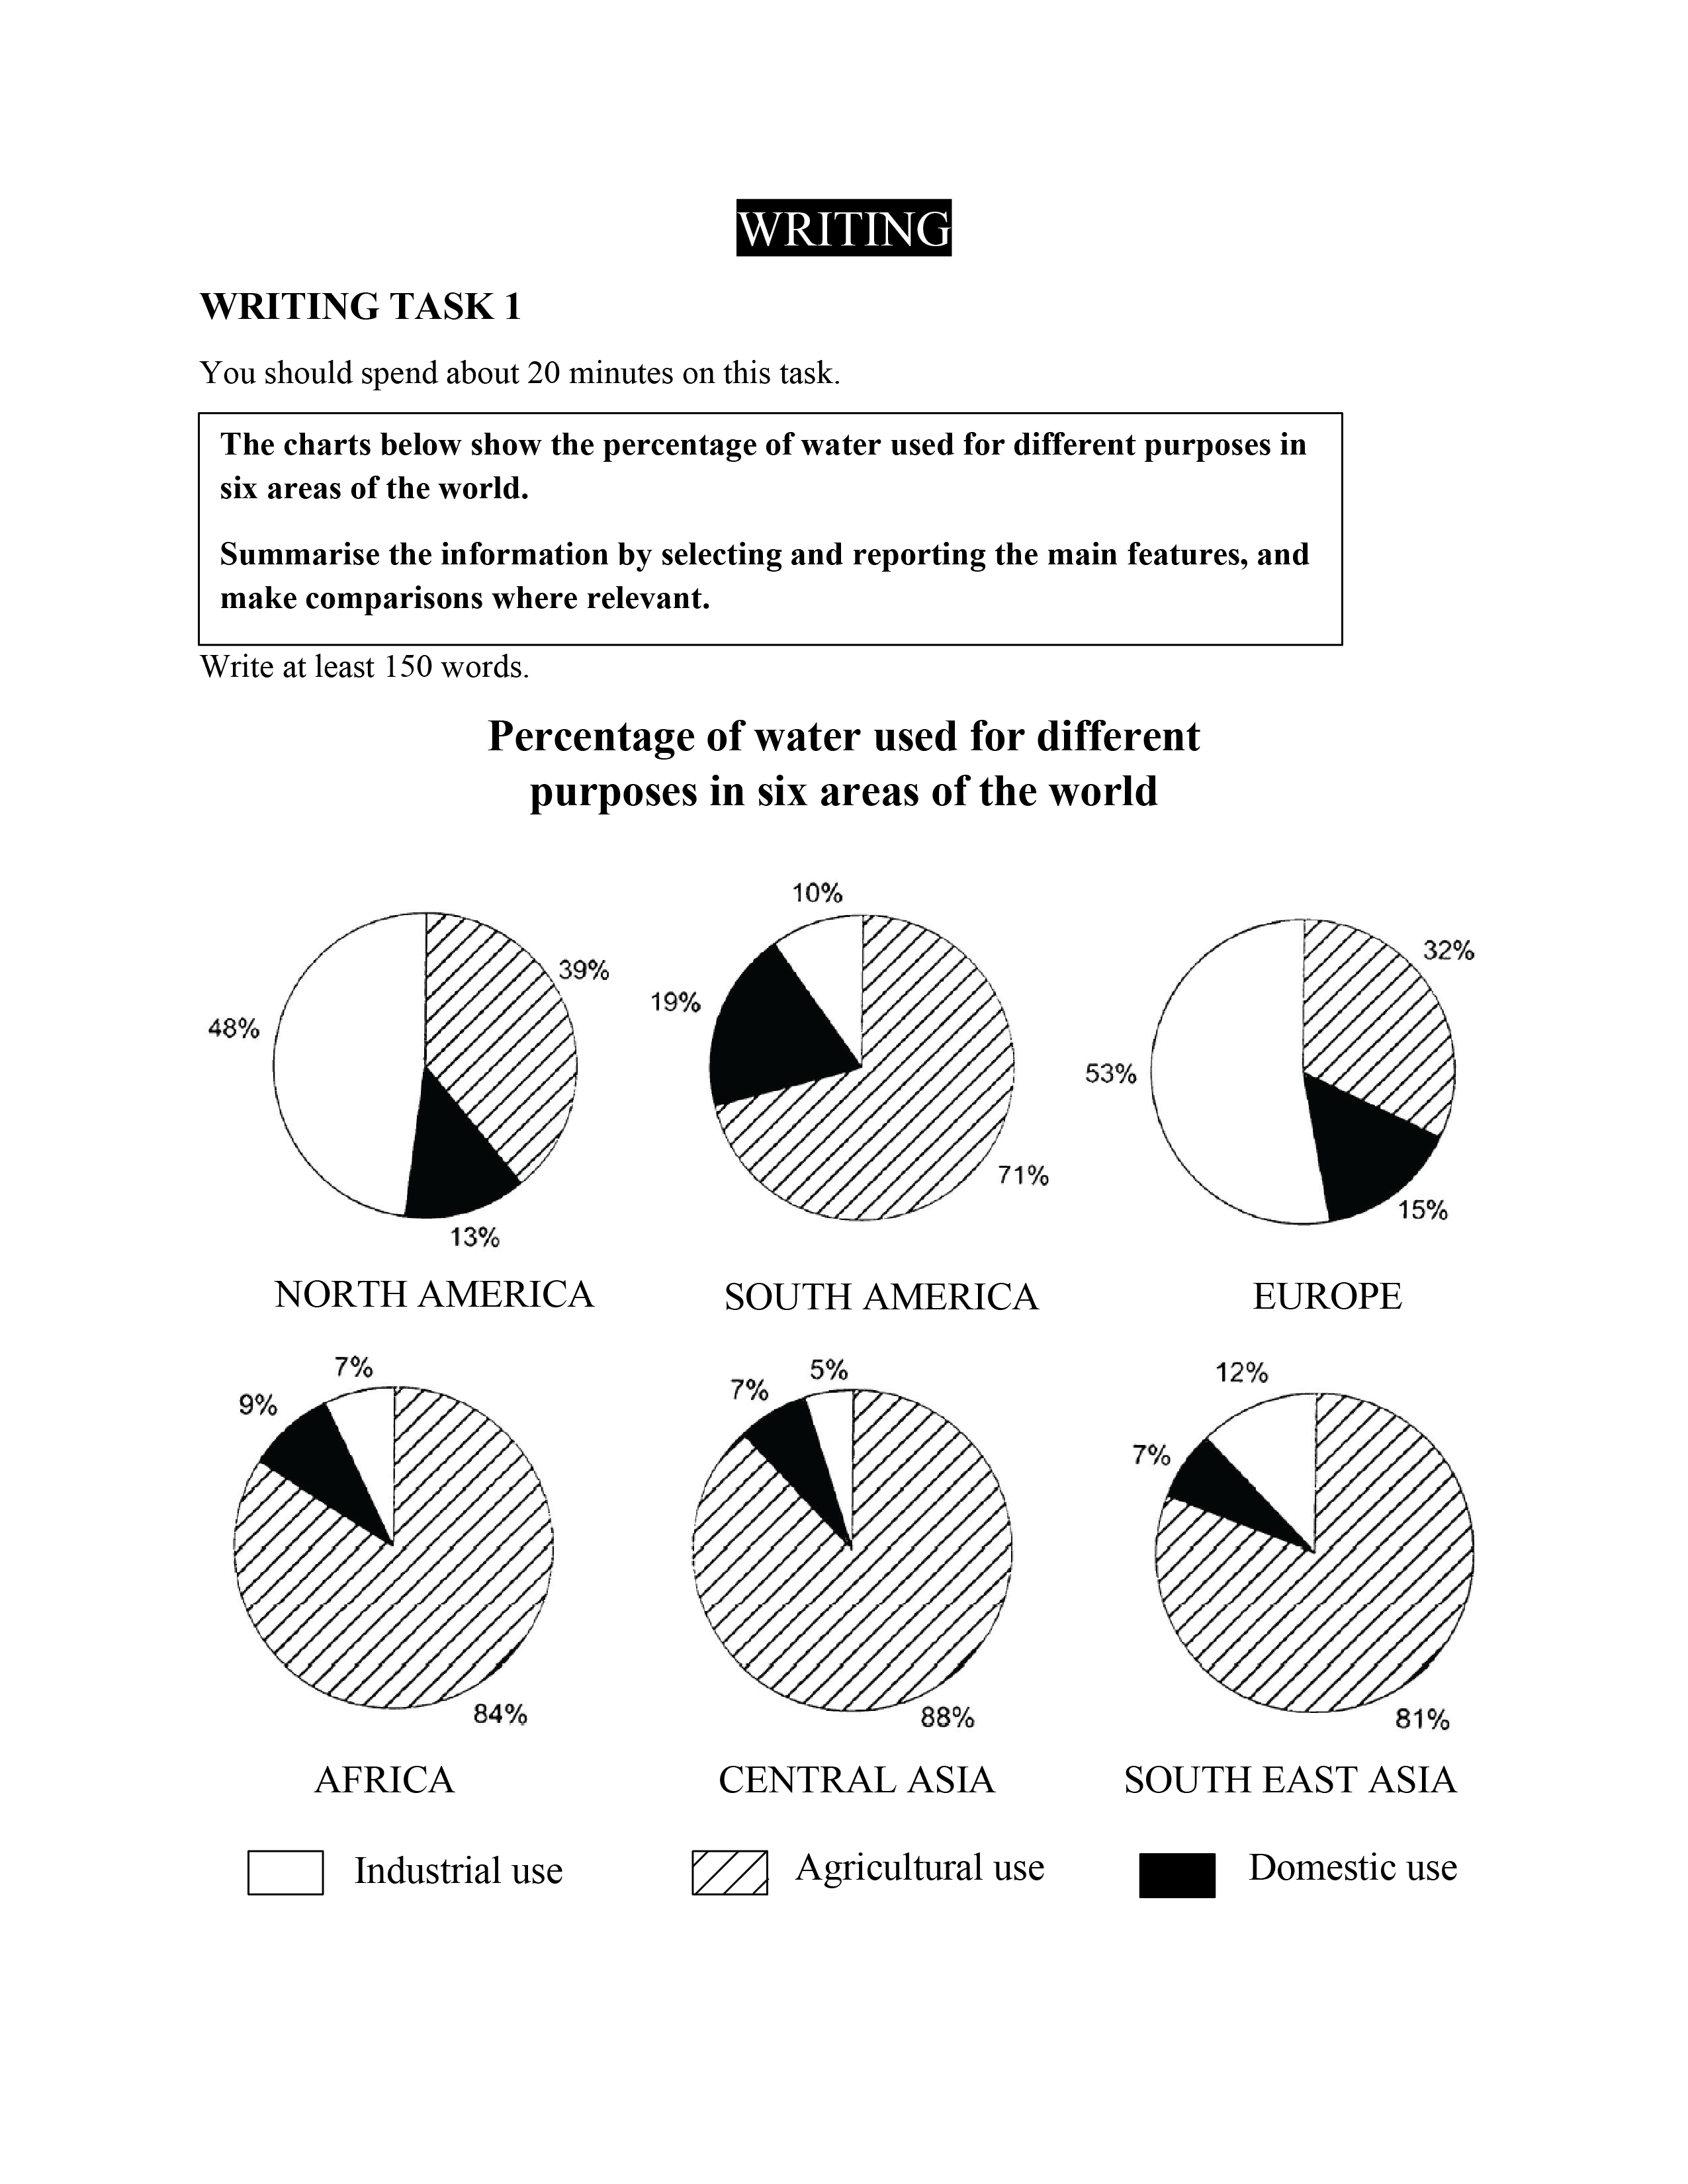 WRITING
WRITING TASK 1
You should spend about 20 minutes on this task.
The charts below show the percentage of water used for different purposes in
six areas of the world.
Summarise the information by selecting and reporting the main features, and
make comparisons where relevant.
Write at least 150 words.
Percentage of water used for different
purposes in six areas of the world
48%
39%
13%
NORTH AMERICA
10%
19%
71%
SOUTH AMERICA
32%
53%
15%
EUROPE
7%
9%
84%
AFRICA
5%
7%
88%
CENTRAL ASIA
12%
7%
81%
SOUTH EAST ASIA
Industrial use
Agricultural use
Domestic use